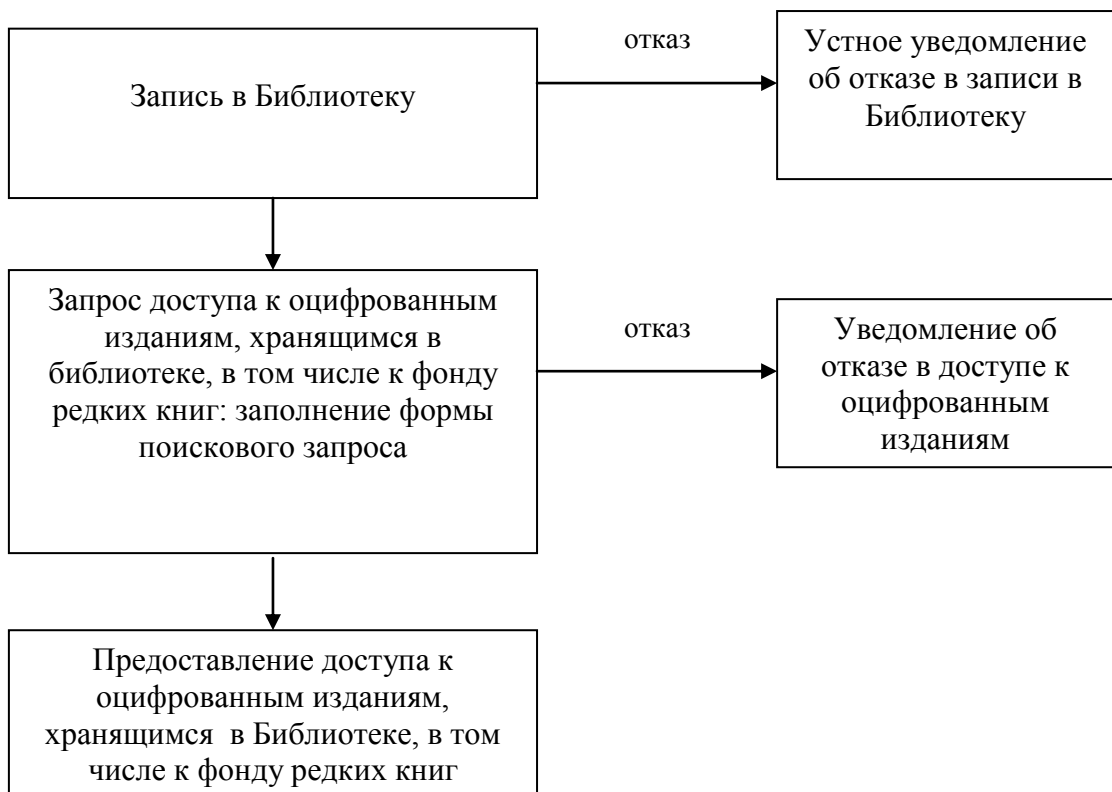 Запись в Библиотеку
отказ
Устное уведомление
об отказе в записи в
Библиотеку
Запрос доступа к оцифрованным
изданиям, хранящимся в
библиотеке, в том числе к фонду
редких книг: заполнение формы
поискового запроса
отказ
Уведомление об
отказе в доступе к
оцифрованным
изданиям
Предоставление доступа к
оцифрованным изданиям,
хранящимся в Библиотеке, в том
числе к фонду редких книг